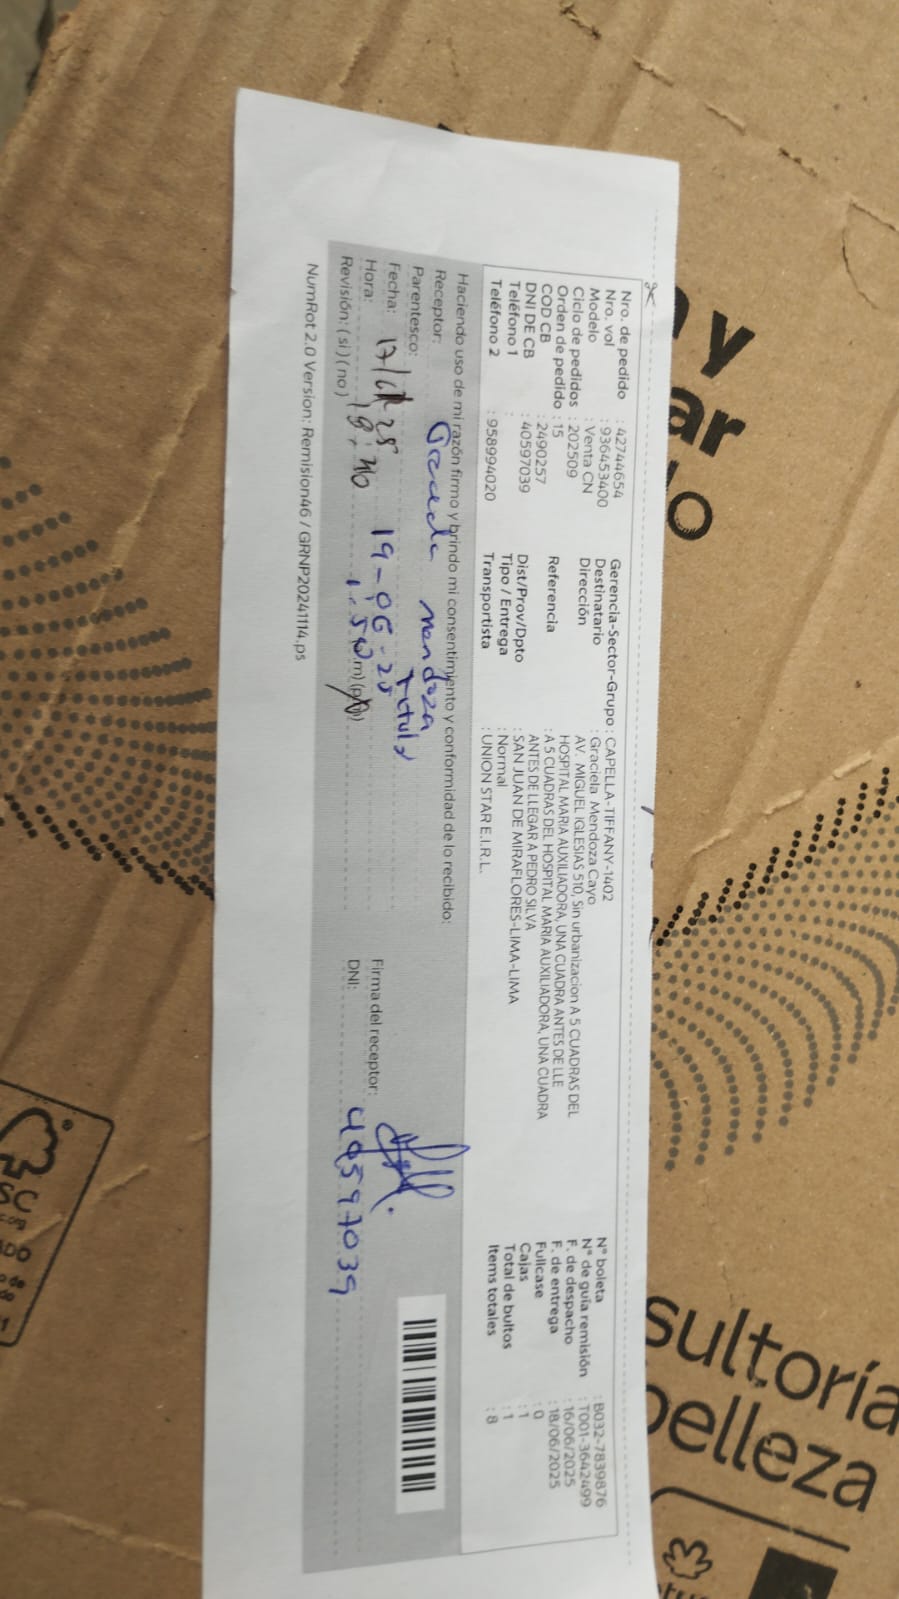 Nro. de pedido : 42744654
Nro. vol : 936453400
Modelo : Venta CN
Ciclo de pedidos : 202509
Orden de pedido : 15
COD CB : 2490257
DNI DE CB : 40597039
Teléfono 1 :
Teléfono 2 : 958994020
Gerencia-Sector-Grupo : CAPELLA-TIFFANY-1402
Destinatario : Graciela Mendoza Cayo
Dirección : AV. MIGUEL IGLESIAS 510, Sin urbanizacion A 5 CUADRAS DEL
HOSPITAL MARIA AUXILIADORA, UNA CUADRA ANTES DE LLE
Referencia : A 5 CUADRAS DEL HOSPITAL MARIA AUXILIADORA, UNA CUADRA
ANTES DE LLEGAR A PEDRO SILVA
Dist/Prov/Dpto : SAN JUAN DE MIRAFLORES-LIMA-LIMA
Tipo / Entrega : Normal
Transportista : UNION STAR E.I.R.L.
N° boleta : B032-7839876
N° de guía remisión : T001-3642499
F. de despacho : 16/06/2025
F. de entrega : 18/06/2025
Fullcase : 0
Cajas : 1
Total de bultos : 1
Items totales : 8
Haciendo uso de mi razón firmo y brindo mi consentimiento y conformidad de lo recibido:
Receptor: Graciela Mendoza
Parentesco:
Fecha: 19-06-25
Hora: 1:50
Revisión: (si) (no)
Firma del receptor:
DNI: 40597039
NumRot 2.0 Version: Remision46 / GRNP20241114.ps
y
ar
sultoría
belleza